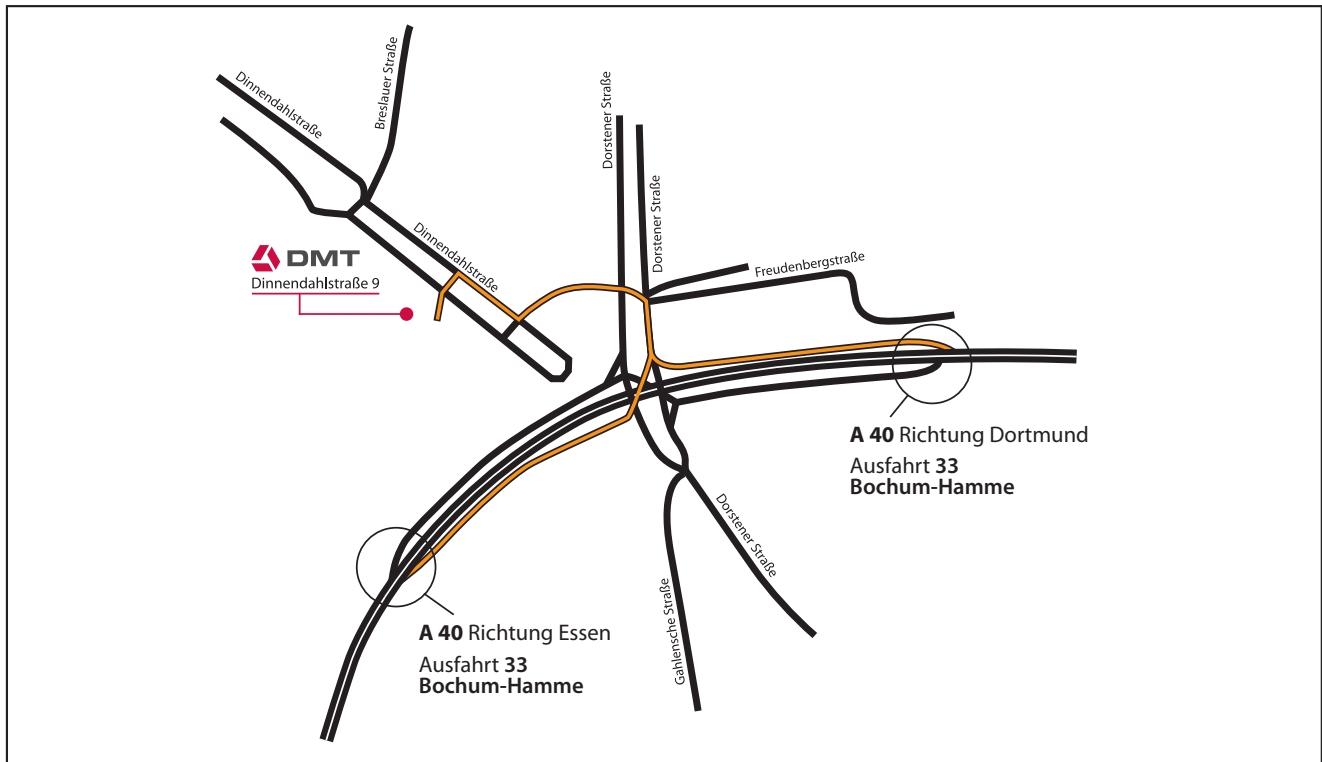 Dinnendahlstraße
Breslauer Straße
Dorstener Straße
Dorstener Straße
Dinnendahlstraße
DMT
Dinnendahlstraße 9
Freudenbergstraße
A 40 Richtung Dortmund
Ausfahrt 33
Bochum-Hamme
Dorstener Straße
Gahlensche Straße
A 40 Richtung Essen
Ausfahrt 33
Bochum-Hamme